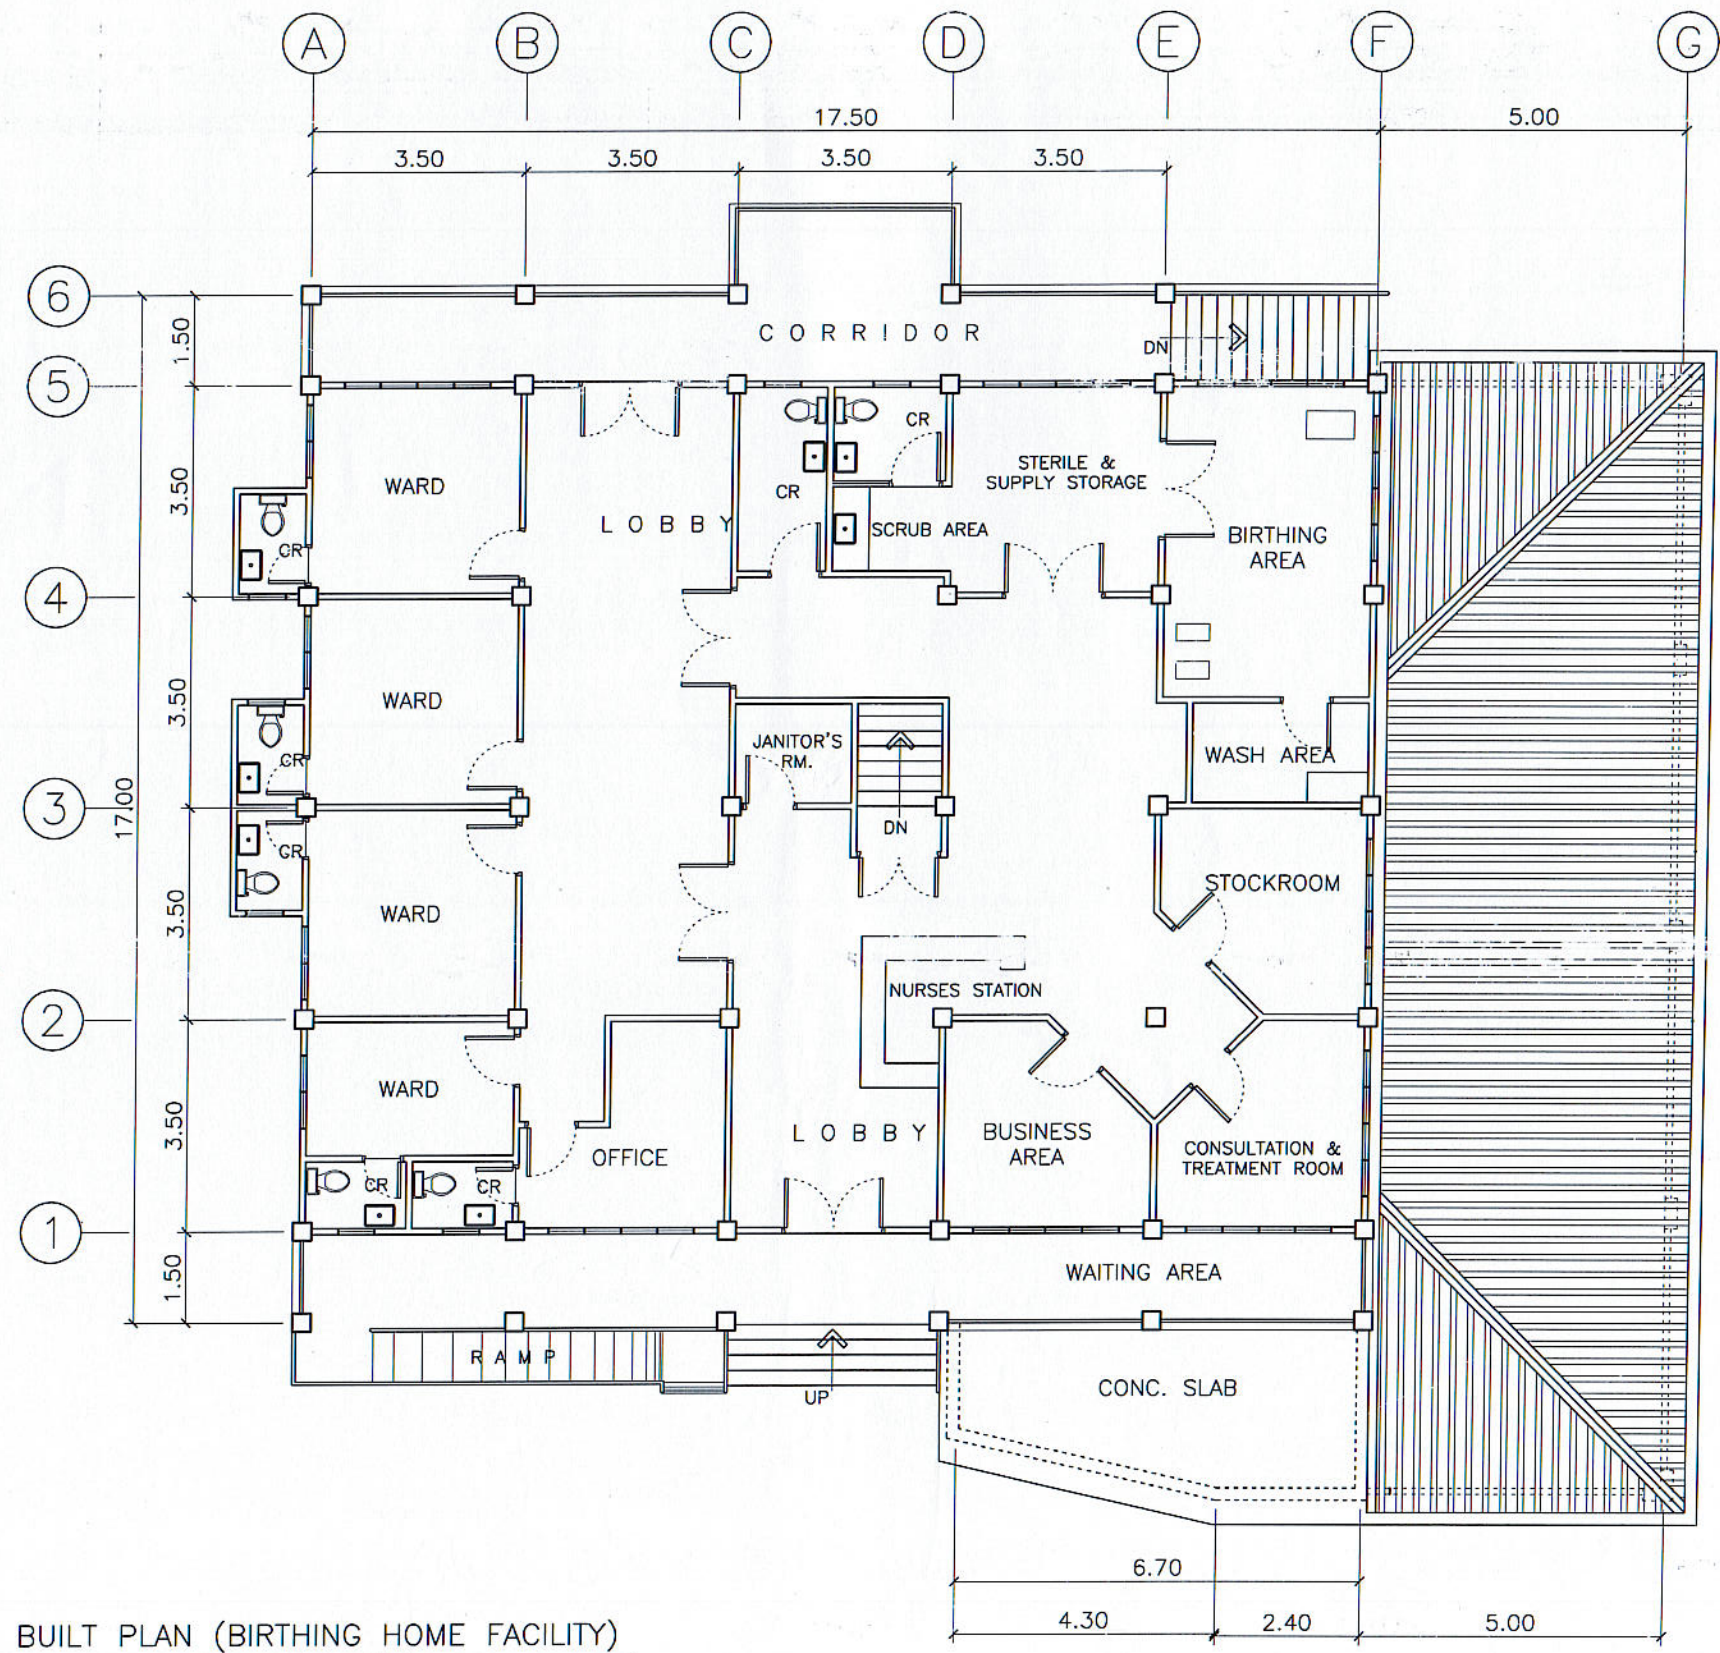 A B C D E F G
17.50 5.00
3.50 3.50 3.50 3.50
6
1.50
CORRIDOR
DN
5
CR
WARD
STERILE &
SUPPLY STORAGE
3.50
CR
LOBBY
SCRUB AREA
BIRTHING
AREA
CR
4
3.50
WARD
JANITOR'S
RM.
WASH AREA
CR
3
17.00
DN
CR
STOCKROOM
3.50
WARD
NURSES STATION
2
WARD
3.50
LOBBY
BUSINESS
AREA
OFFICE
CONSULTATION &
TREATMENT ROOM
CR CR
1
1.50
WAITING AREA
RAMP
UP
CONC. SLAB
6.70
4.30 2.40 5.00
BUILT PLAN (BIRTHING HOME FACILITY)